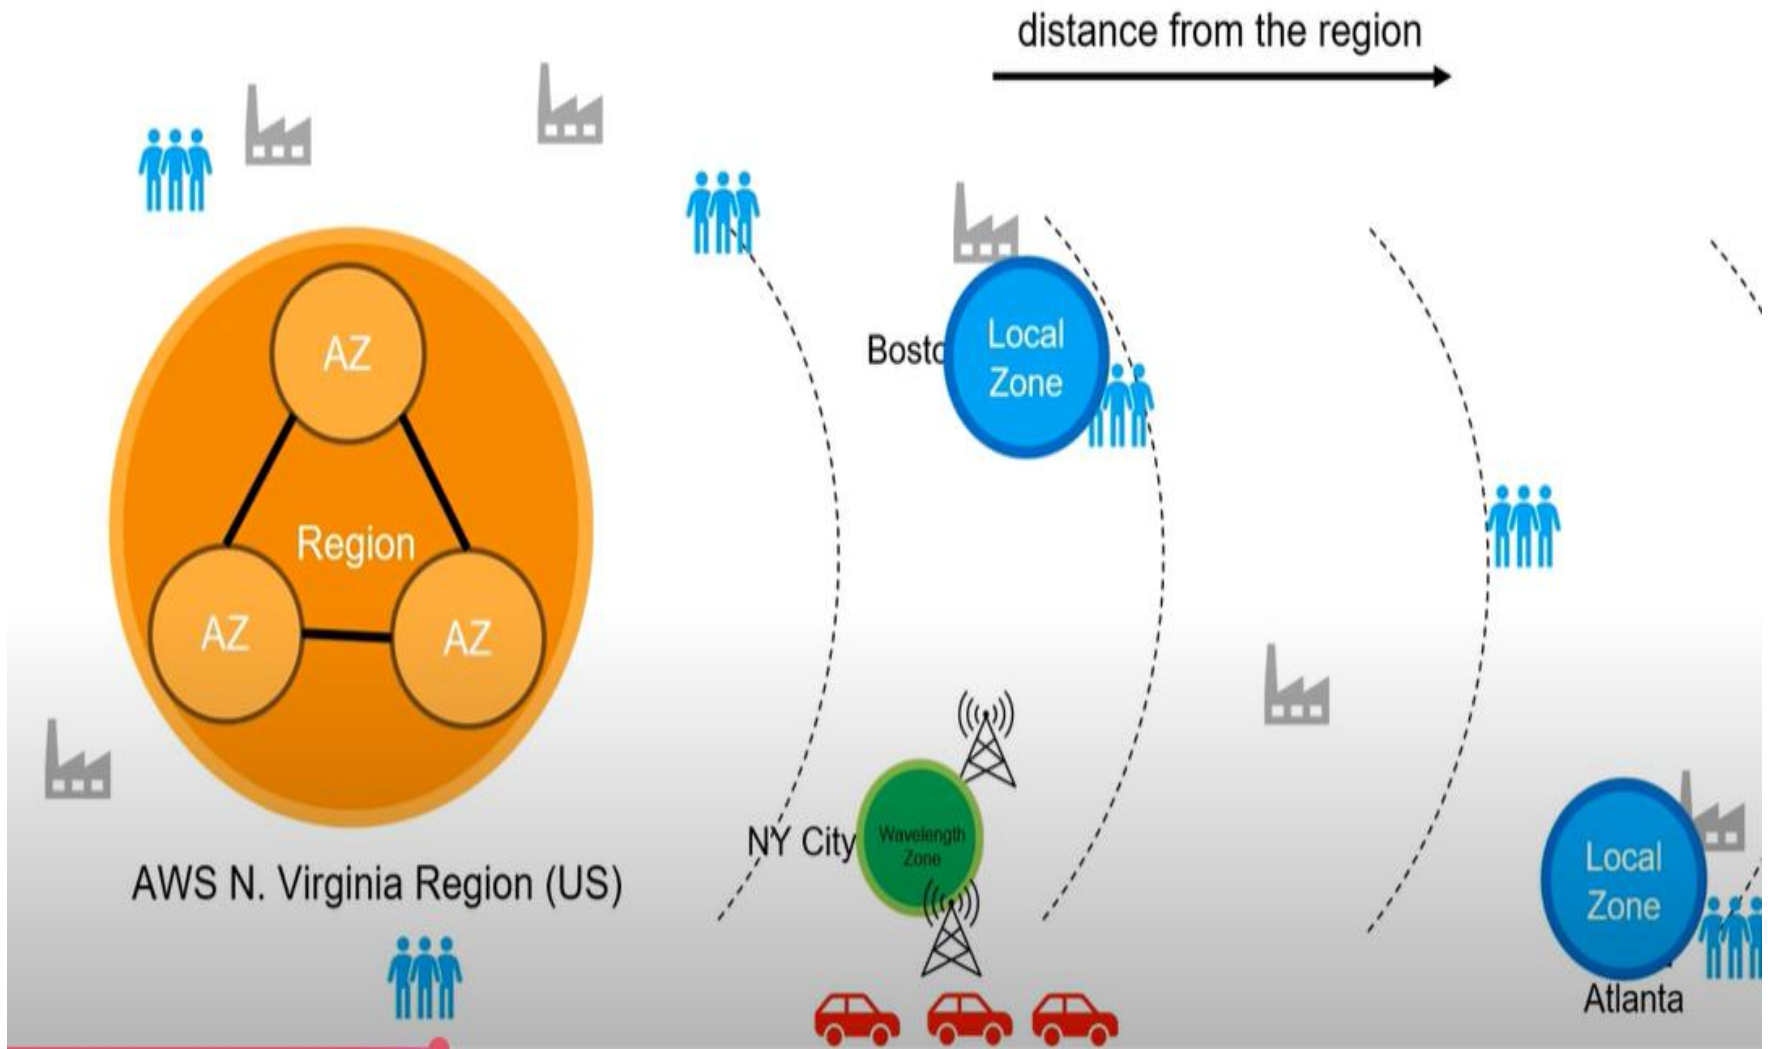 distance from the region
AZ
Region
AZ
AZ
AWS N. Virginia Region (US)
Local
Zone
NY City
Wavelength
Zone
Local
Zone
Atlanta